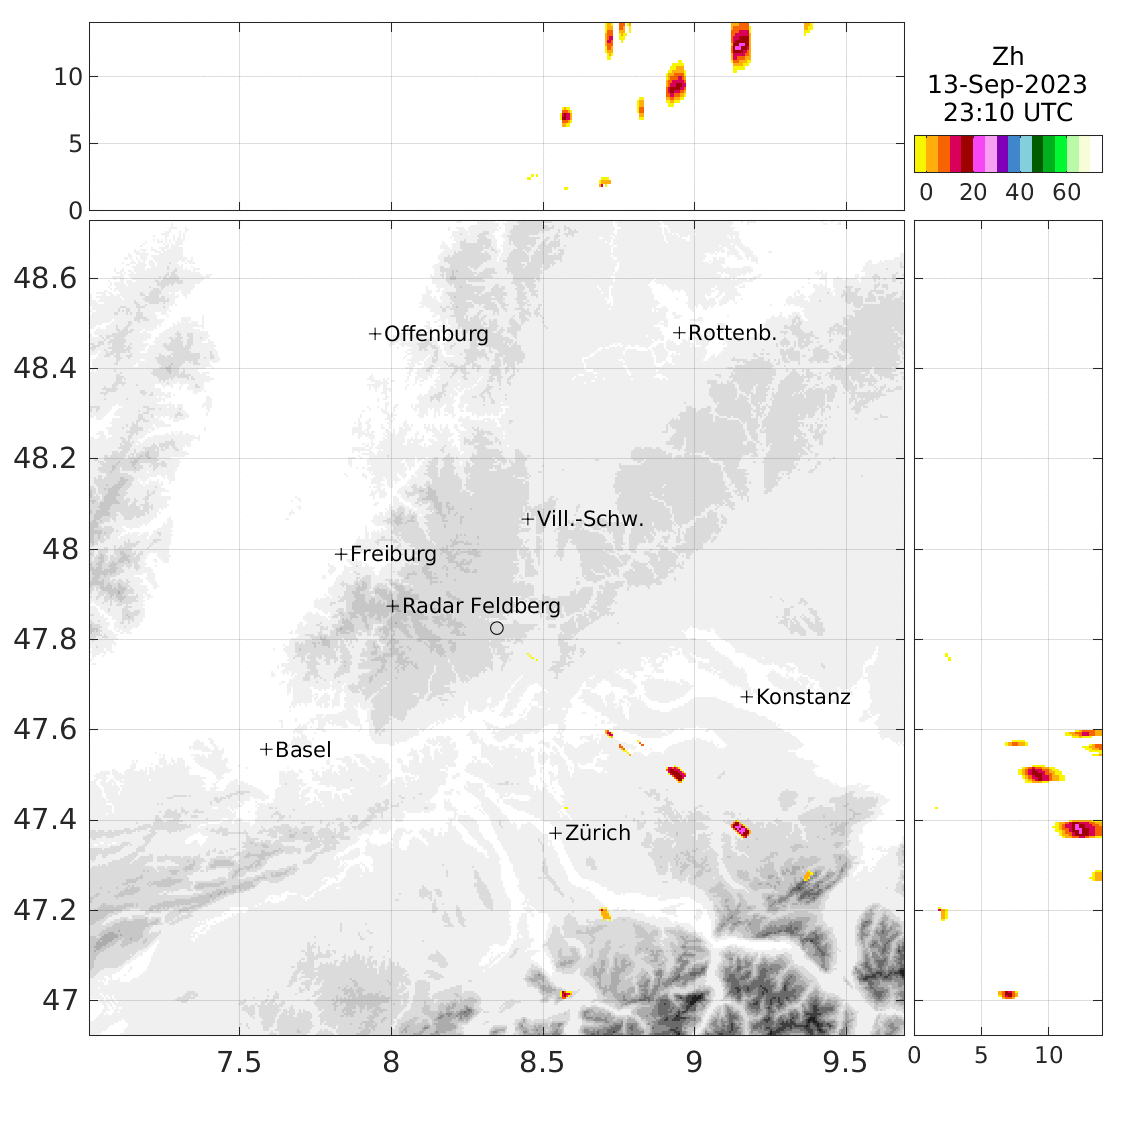 10
5
0
Zh
13-Sep-2023
23:10 UTC
0 20 40 60
48.6
48.4
48.2
48
47.8
47.6
47.4
47.2
47
Offenburg
Rottenb.
Vill.-Schw.
Freiburg
Radar Feldberg
Konstanz
Basel
Zürich
7.5 8 8.5 9 9.5
0 5 10